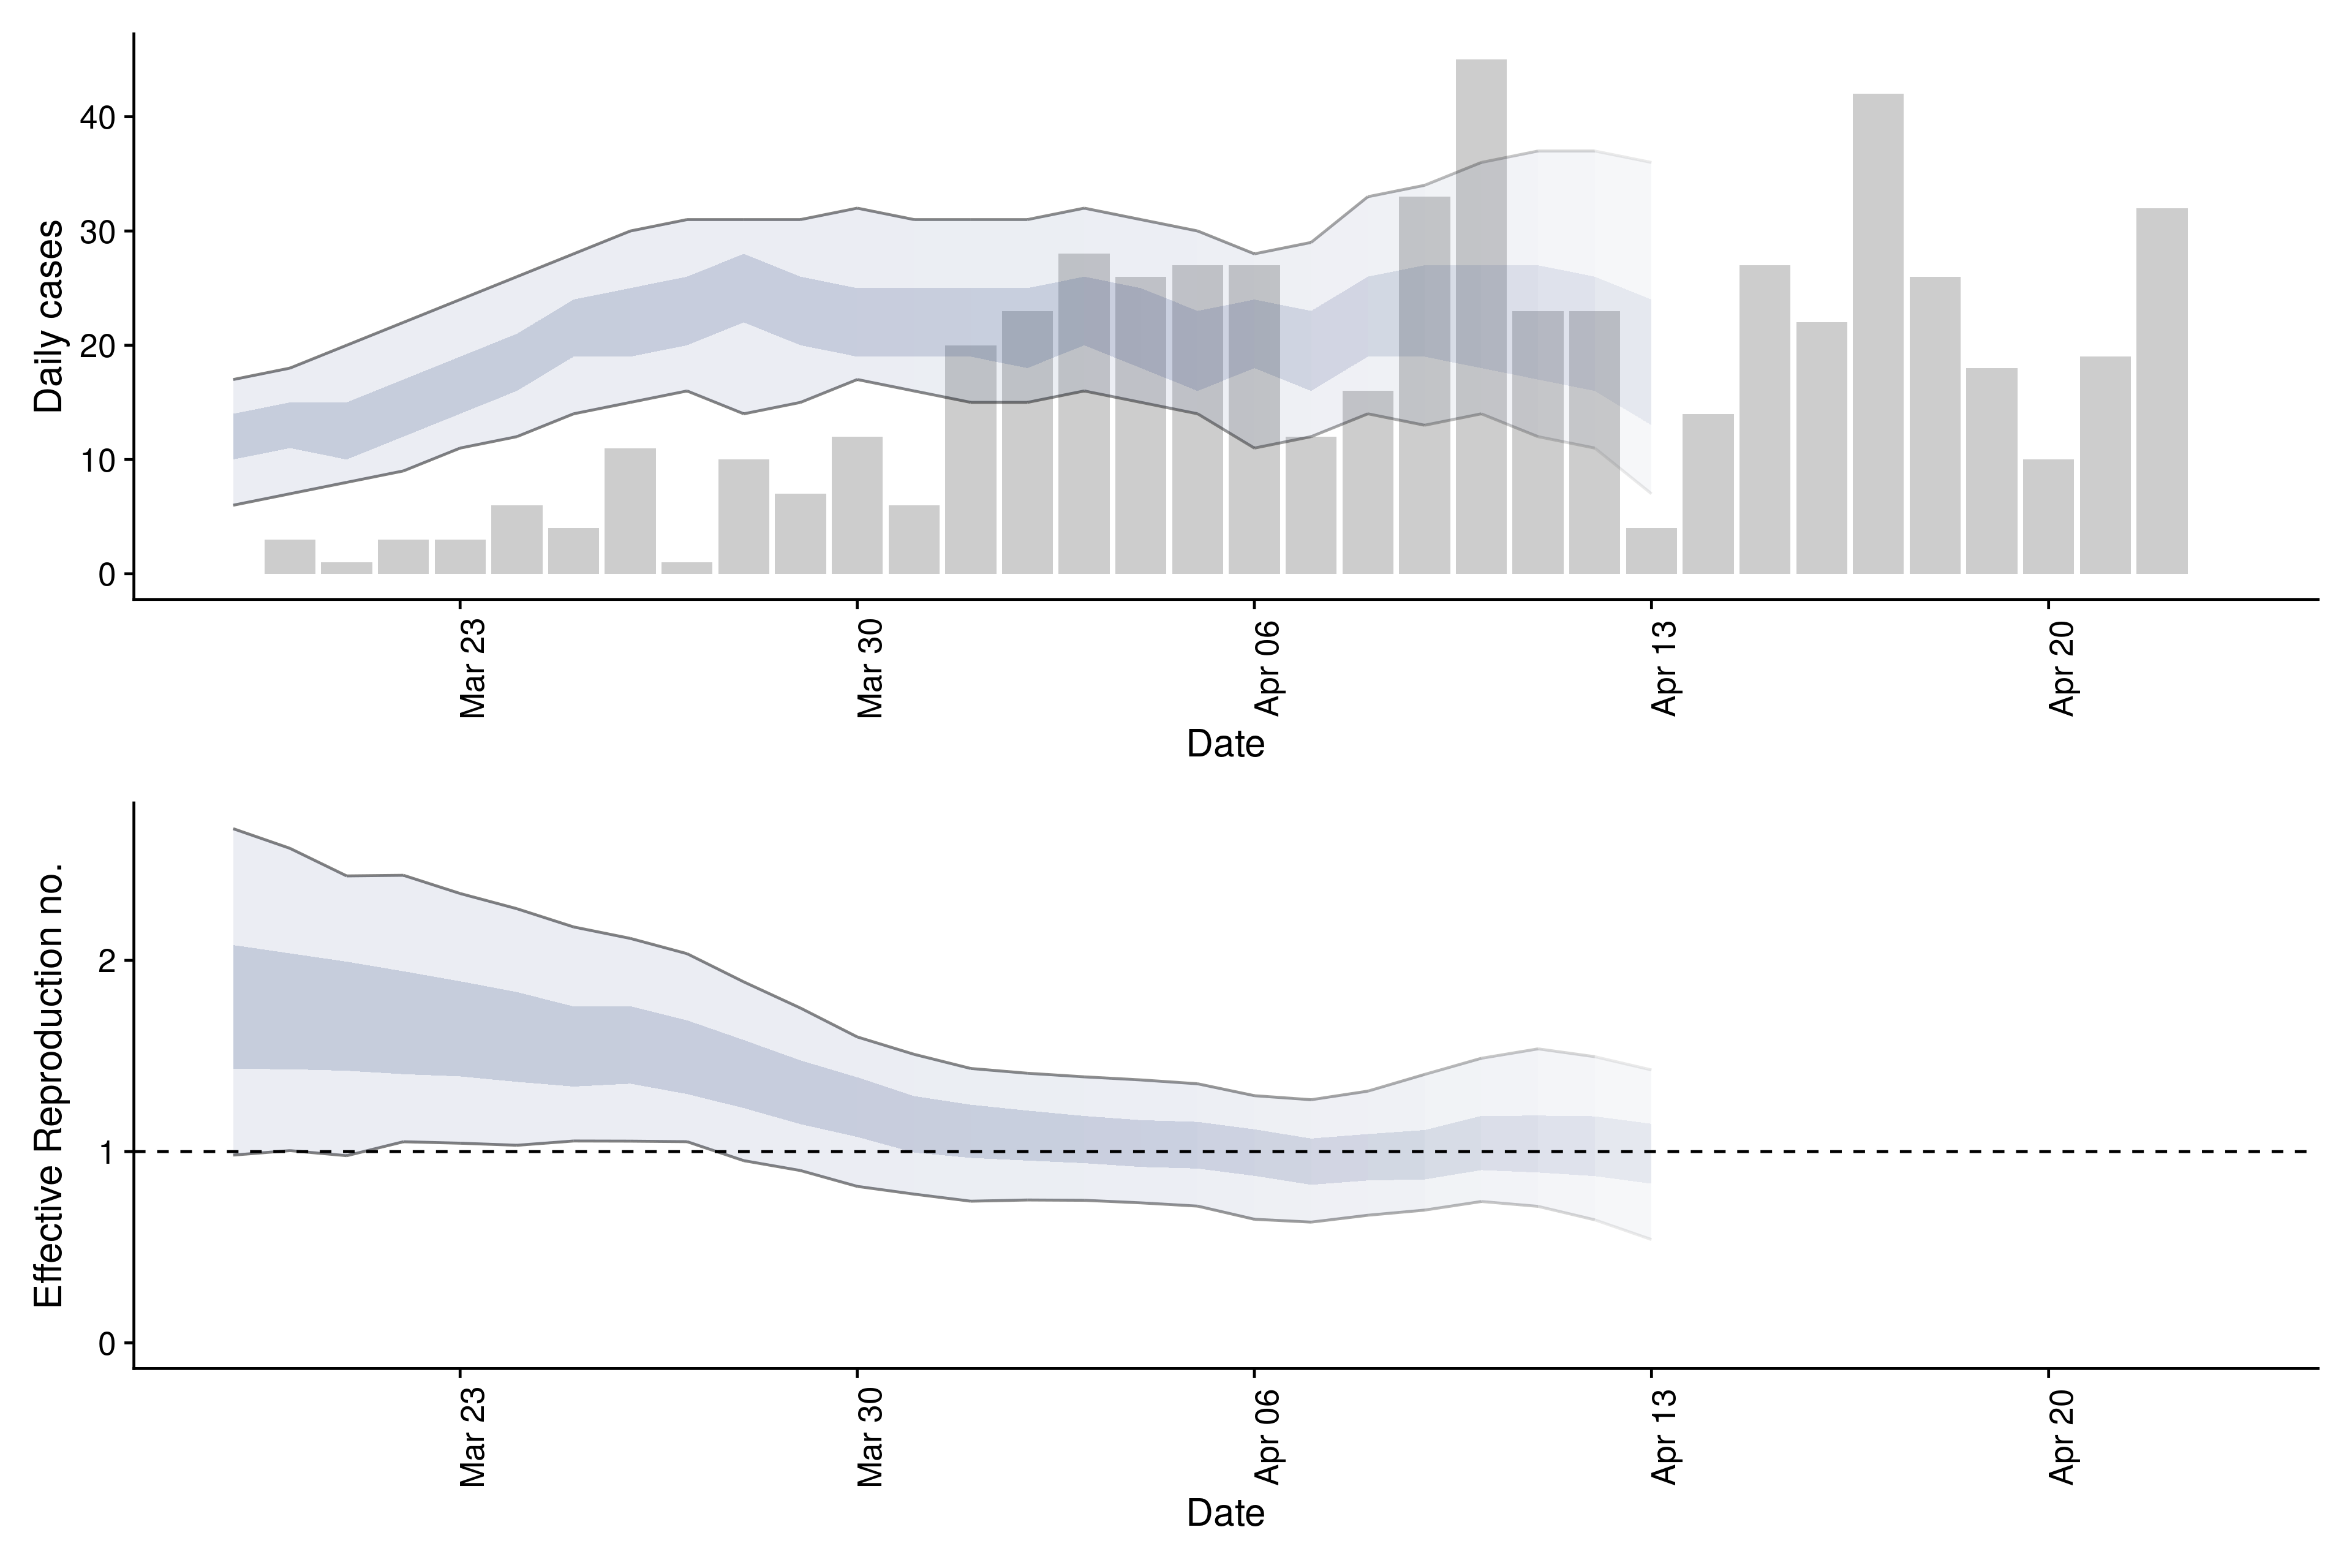 Daily cases
40
30
20
10
0
Mar 23
Mar 30
Apr 06
Apr 13
Apr 20
Date
Effective Reproduction no.
2
1
0
Mar 23
Mar 30
Apr 06
Apr 13
Apr 20
Date